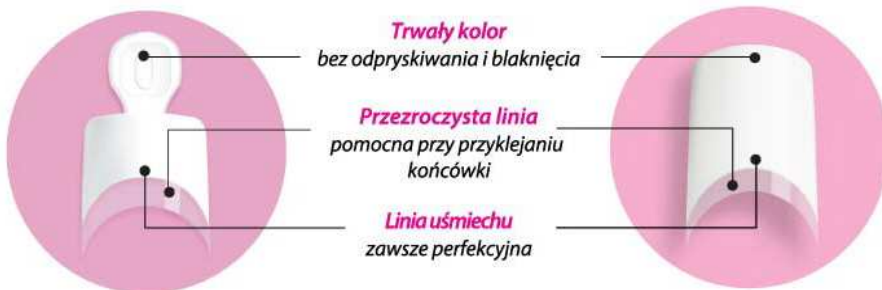 Trwały kolor
bez odpryskiwania i blaknięcia
Przezroczysta linia
pomocna przy przyklejaniu
końcówki
Linia uśmiechu
zawsze perfekcyjna